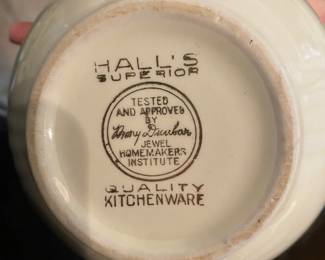 HALL'S
SUPERIOR
TESTED
AND APPROVED
BY
Mary Dunbar
JEWEL
HOMEMAKERS
INSTITUTE
QUALITY
KITCHENWARE